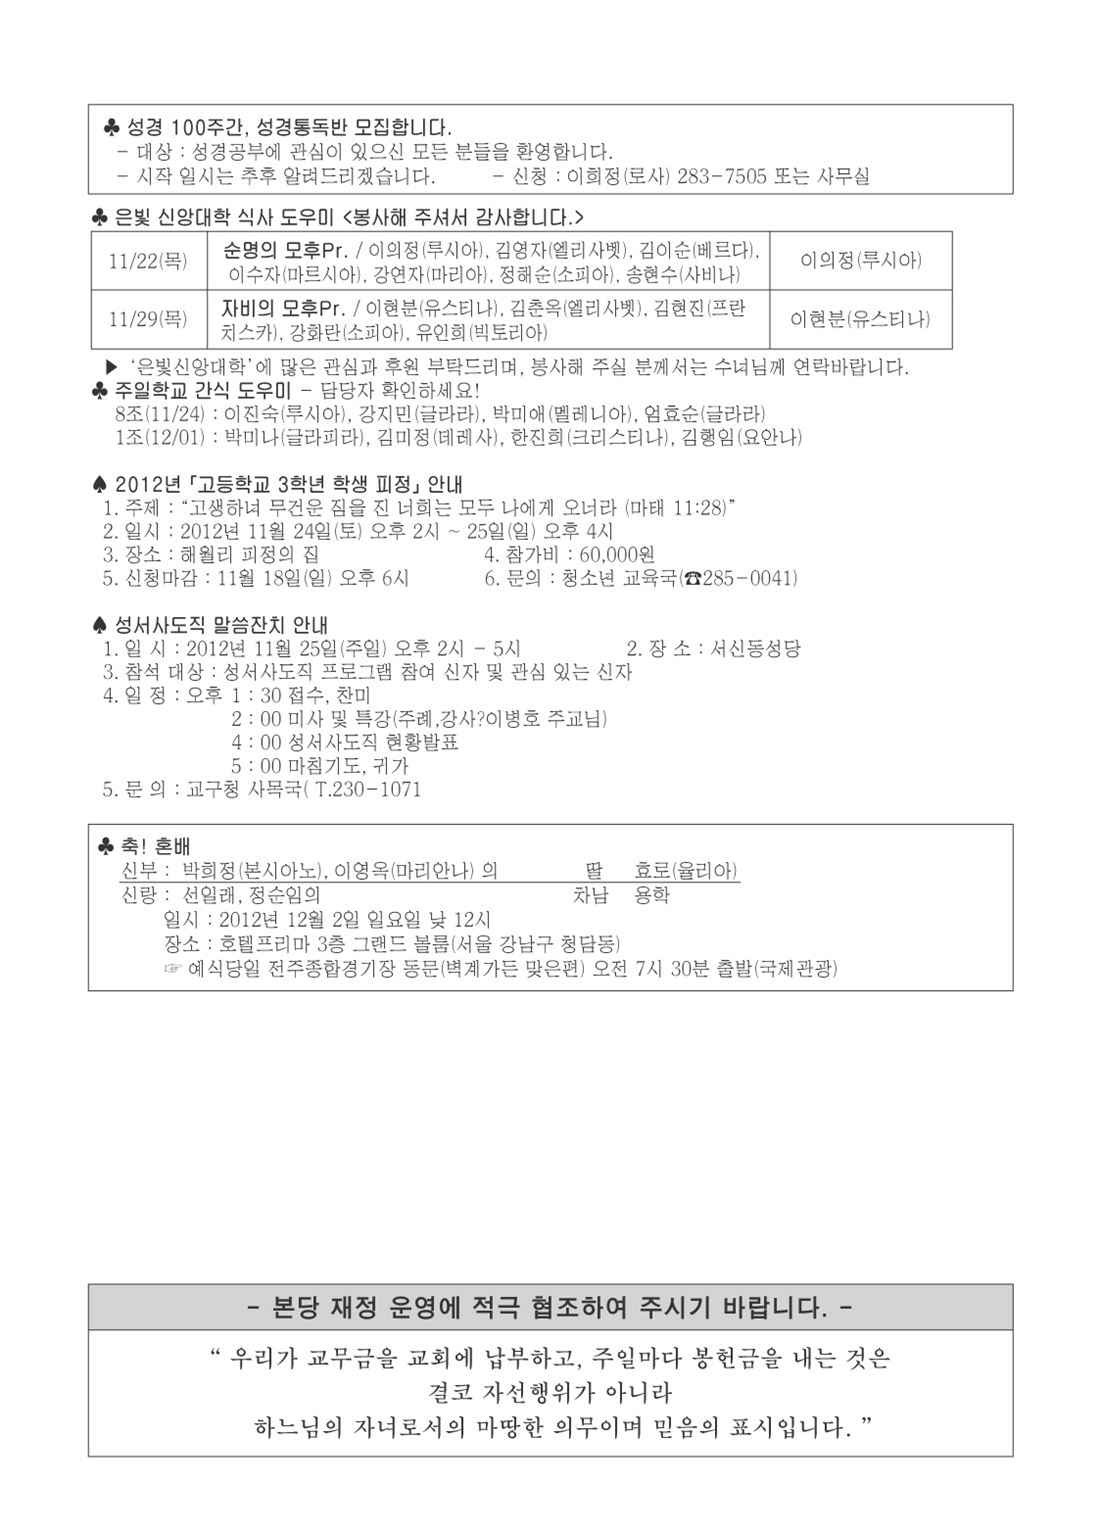 ♣ 성경 100주간, 성경통독반 모집합니다.
- 대상 : 성경공부에 관심이 있으신 모든 분들을 환영합니다.
- 시작 일시는 추후 알려드리겠습니다. - 신청 : 이희정(로사) 283-7505 또는 사무실
♣ 은빛 신앙대학 식사 도우미 <봉사해 주셔서 감사합니다.>
11/22(목) 순명의 모후Pr. / 이의정(루시아), 김영자(엘리사벳), 김이순(베르다), 이의정(루시아)
이수자(마르시아), 강연자(마리아), 정해순(소피아), 송현수(사비나)
11/29(목) 자비의 모후Pr. / 이현분(유스티나), 김춘옥(엘리사벳), 김현진(프란 이현분(유스티나)
치스카), 강화란(소피아), 유인희(빅토리아)
▶ ‘은빛신앙대학’에 많은 관심과 후원 부탁드리며, 봉사해 주실 분께서는 수녀님께 연락바랍니다.
♣ 주일학교 간식 도우미 - 담당자 확인하세요!
8조(11/24) : 이진숙(루시아), 강지민(글라라), 박미애(멜레니아), 엄효순(글라라)
1조(12/01) : 박미나(글라피라), 김미정(데레사), 한진희(크리스티나), 김행임(요안나)
♠ 2012년 「고등학교 3학년 학생 피정」 안내
1. 주제 : “고생하녀 무건운 짐을 진 너희는 모두 나에게 오너라 (마태 11:28)”
2. 일시 : 2012년 11월 24일(토) 오후 2시 ~ 25일(일) 오후 4시
3. 장소 : 해월리 피정의 집 4. 참가비 : 60,000원
5. 신청마감 : 11월 18일(일) 오후 6시 6. 문의 : 청소년 교육국(☎285-0041)
♠ 성서사도직 말씀잔치 안내
1. 일 시 : 2012년 11월 25일(주일) 오후 2시 - 5시 2. 장 소 : 서신동성당
3. 참석 대상 : 성서사도직 프로그램 참여 신자 및 관심 있는 신자
4. 일 정 : 오후 1 : 30 접수, 찬미
2 : 00 미사 및 특강(주례,강사?이병호 주교님)
4 : 00 성서사도직 현황발표
5 : 00 마침기도, 귀가
5. 문 의 : 교구청 사목국( T.230-1071
♣ 축! 혼배
신부 : 박희정(본시아노), 이영옥(마리안나) 의 딸 효로(율리아)
신랑 : 선일래, 정순임의 차남 용학
일시 : 2012년 12월 2일 일요일 낮 12시
장소 : 호텔프리마 3층 그랜드 볼룸(서울 강남구 청담동)
☞ 예식당일 전주종합경기장 동문(벽계가든 맞은편) 오전 7시 30분 출발(국제관광)
- 본당 재정 운영에 적극 협조하여 주시기 바랍니다. -
“ 우리가 교무금을 교회에 납부하고, 주일마다 봉헌금을 내는 것은
결코 자선행위가 아니라
하느님의 자녀로서의 마땅한 의무이며 믿음의 표시입니다. ”